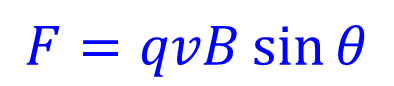 F = qvB sin θ